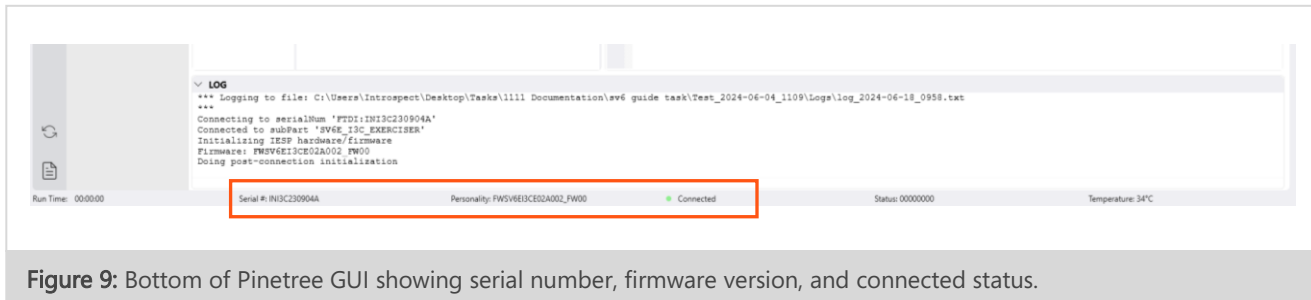 LOG
*** Logging to file: C:\Users\Introspect\Desktop\Tasks\1111 Documentation\sv6 guide task\Test_2024-06-04_1109\Logs\log_2024-06-18_0958.txt
***
Connecting to serialNum 'FTDI:INI3C230904A'
Connected to subPart 'SV6E_I3C_EXERCISER'
Initializing IESP hardware/firmware
Firmware: FWSV6EI3CE02A002_FW00
Doing post-connection initialization
Run Time: 00:00:00 Serial #: INI3C230904A Personality: FWSV6EI3CE02A002_FW00 Connected Status: 00000000 Temperature: 34°C
Figure 9: Bottom of Pinetree GUI showing serial number, firmware version, and connected status.